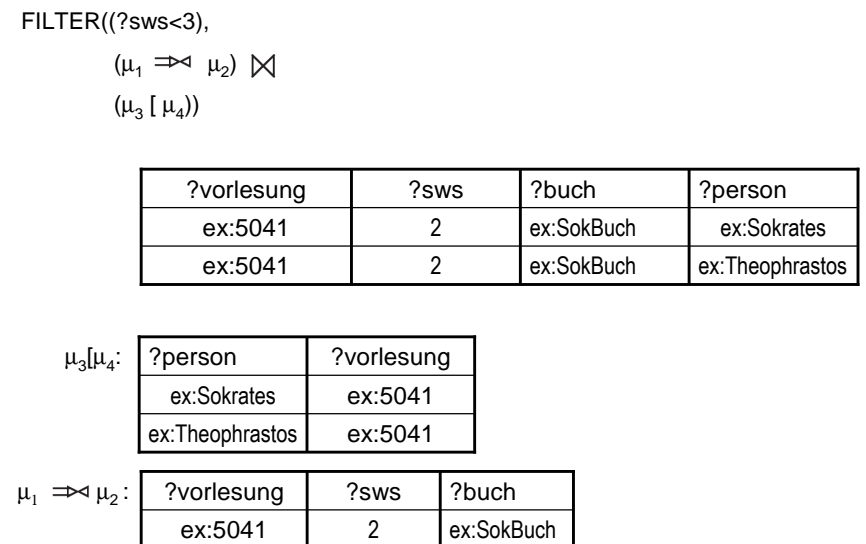 FILTER((?sws<3),
(μ1 ⟕ μ2) ⋈
(μ3 [ μ4))
?vorlesung ?sws ?buch ?person
ex:5041 2 ex:SokBuch ex:Sokrates
ex:5041 2 ex:SokBuch ex:Theophrastos
μ3[μ4: ?person ?vorlesung
ex:Sokrates ex:5041
ex:Theophrastos ex:5041
μ1 ⟕ μ2 : ?vorlesung ?sws ?buch
ex:5041 2 ex:SokBuch